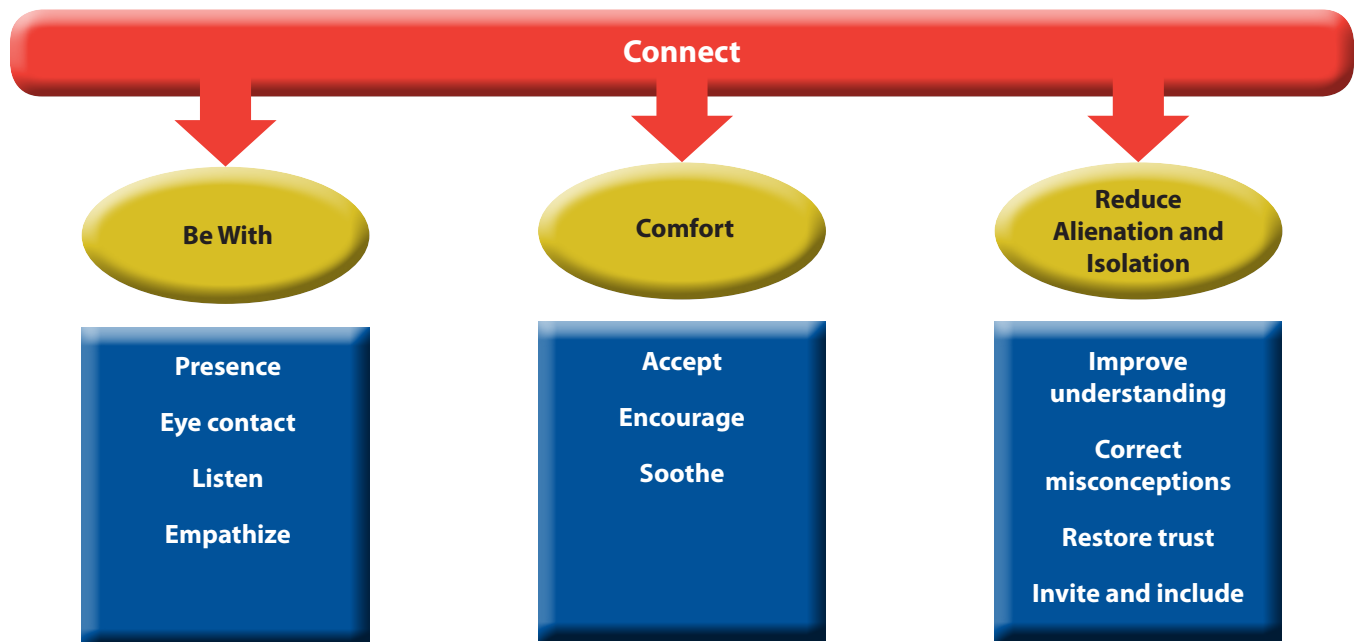 Connect
Be With
Presence
Eye contact
Listen
Empathize
Comfort
Accept
Encourage
Soothe
Reduce
Alienation and
Isolation
Improve
understanding
Correct
misconceptions
Restore trust
Invite and include